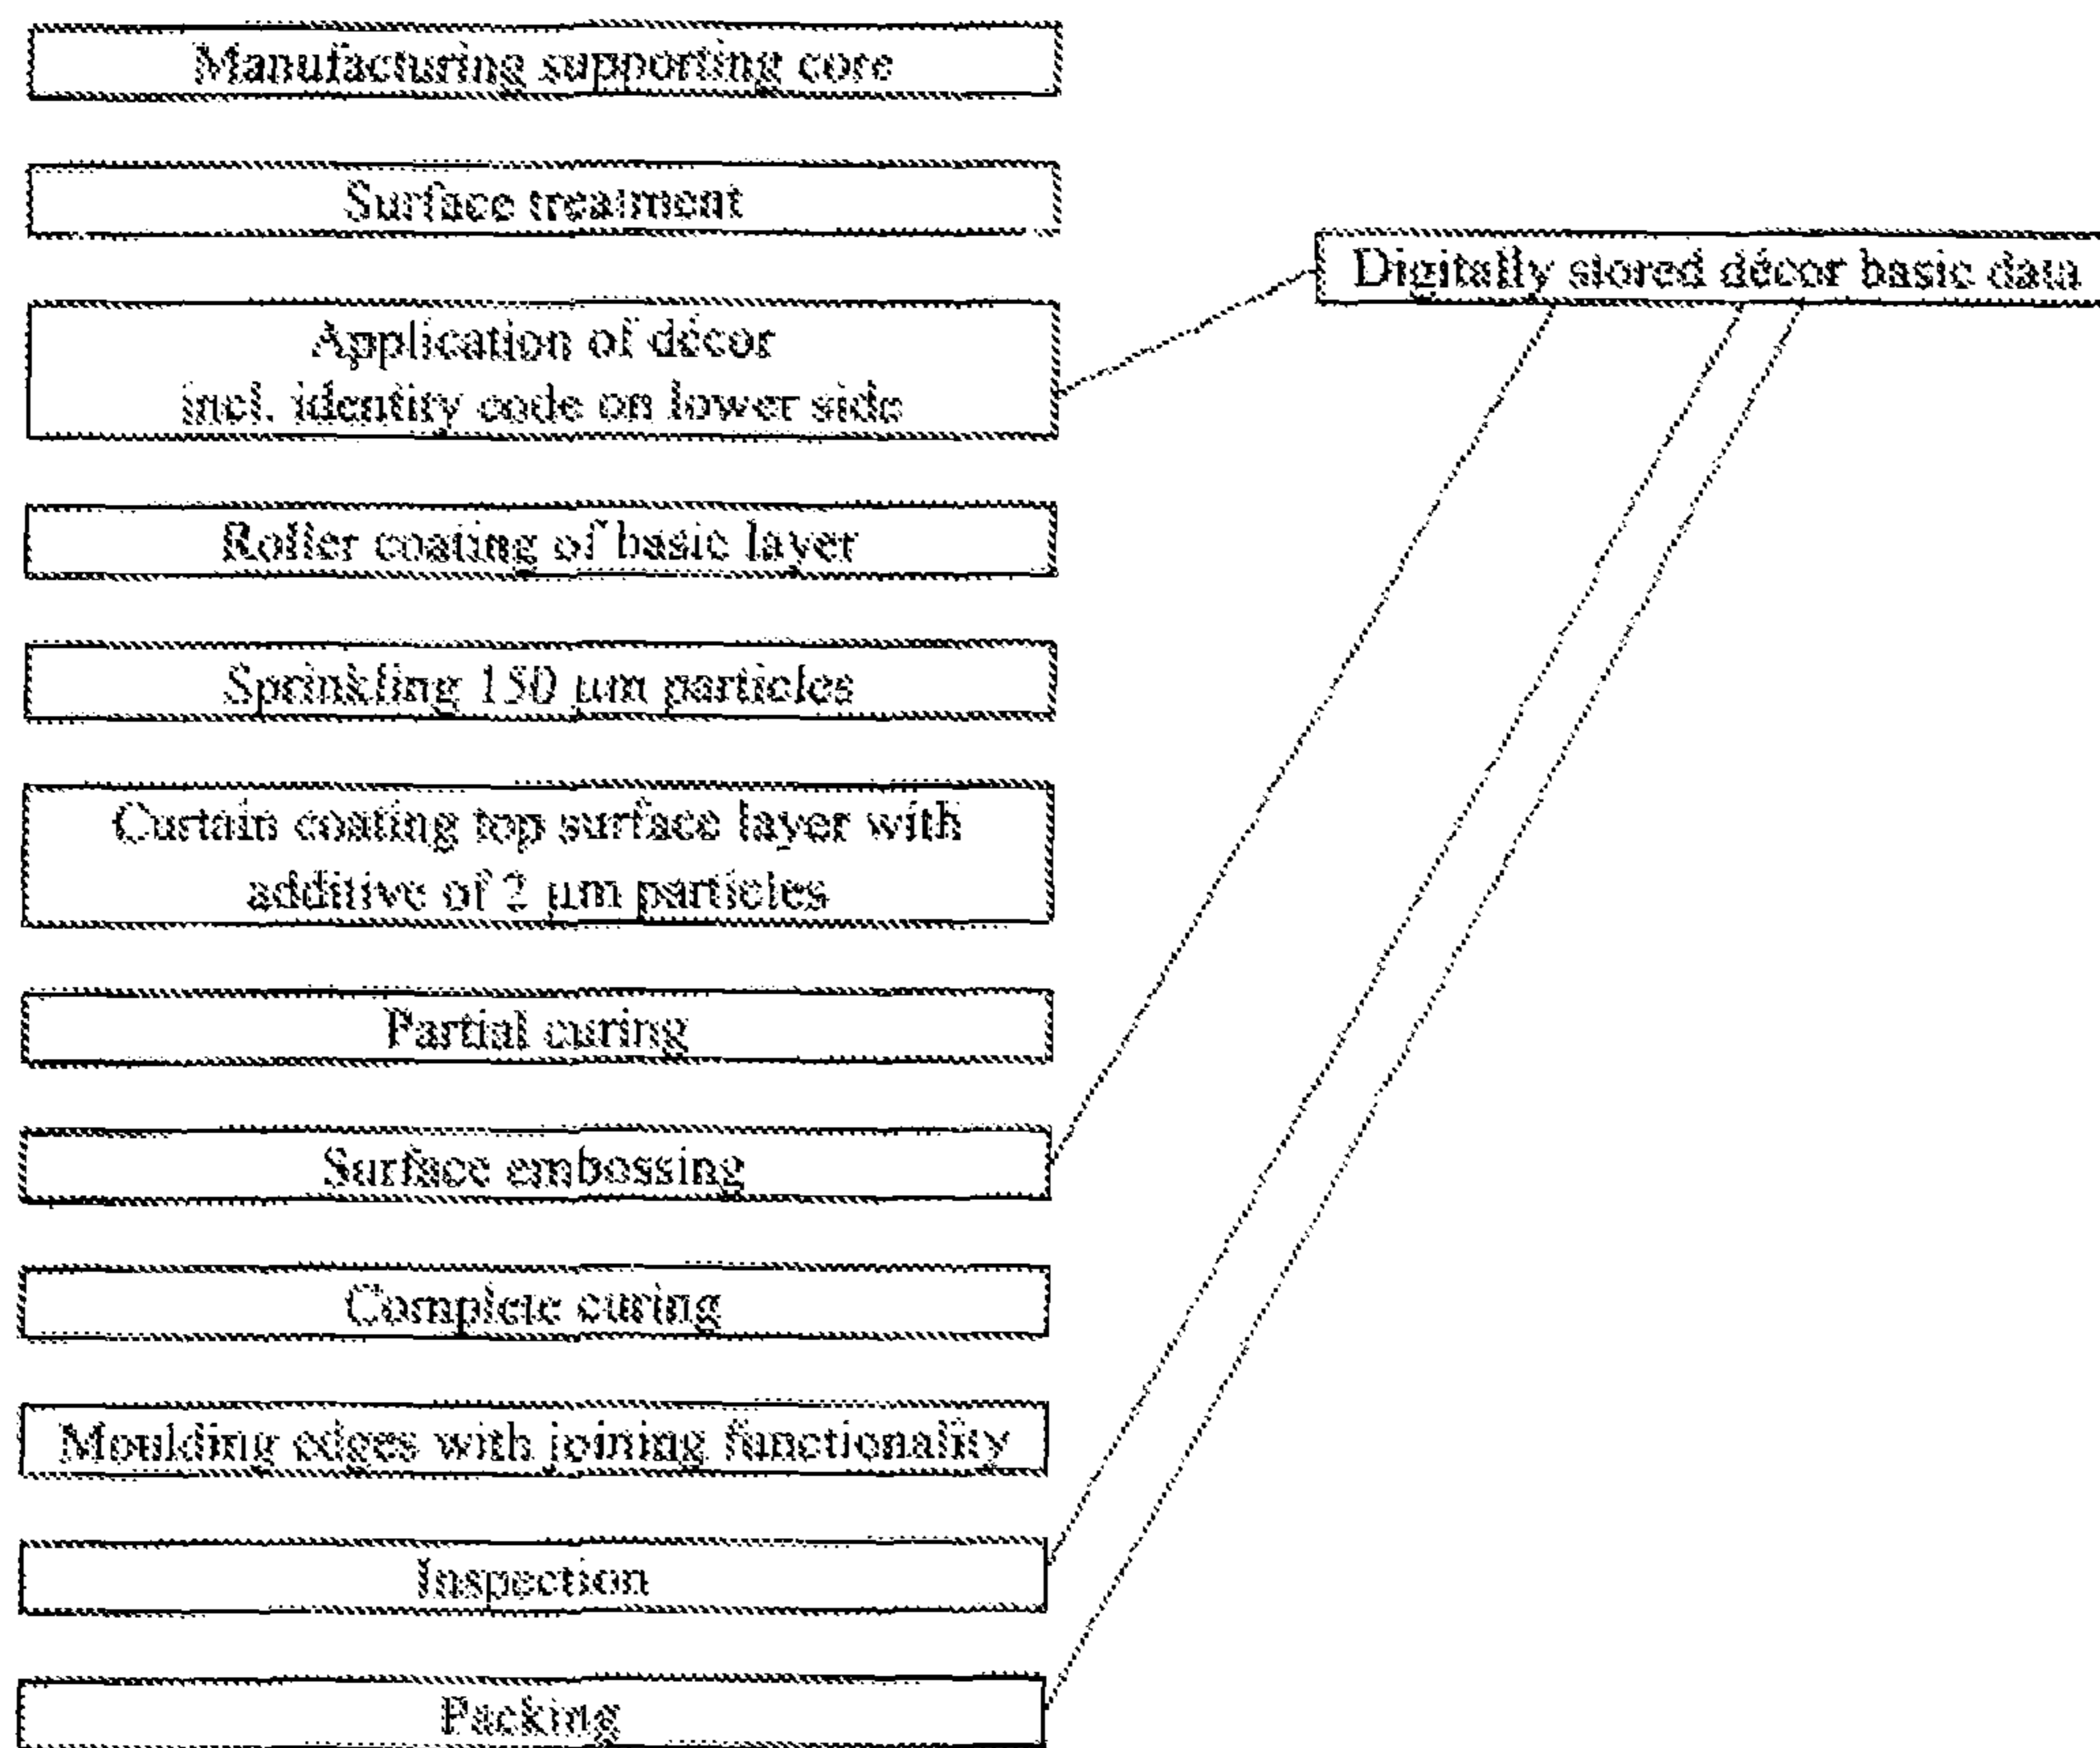 Manufacturing supporting core
Surface treatment
Digitally stored décor basic data
Application of décor
incl. identity code on lower side
Roller coating of basic layer
Sprinkling 150 µm particles
Curtain coating top surface layer with
additive of 2 µm particles
Partial curing
Surface embossing
Complete curing
Moulding edges with joining functionality
Inspection
Packing